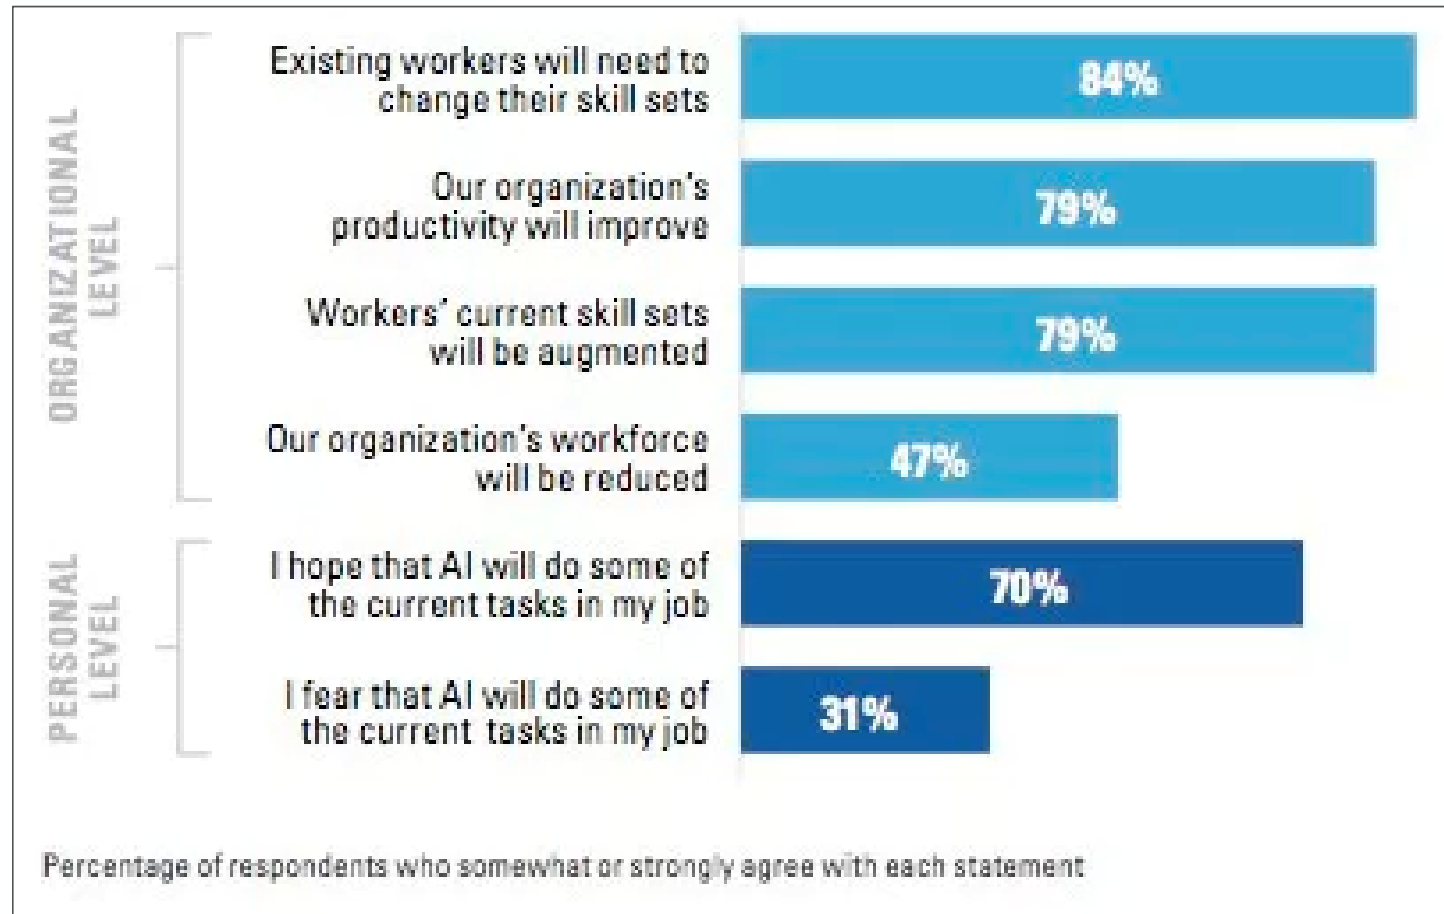 ORGANIZATIONAL
LEVEL
Existing workers will need to
change their skill sets
84%
Our organization's
productivity will improve
79%
Workers' current skill sets
will be augmented
79%
Our organization's workforce
will be reduced
47%
PERSONAL
LEVEL
I hope that AI will do some of
the current tasks in my job
70%
I fear that AI will do some of
the current tasks in my job
31%
Percentage of respondents who somewhat or strongly agree with each statement